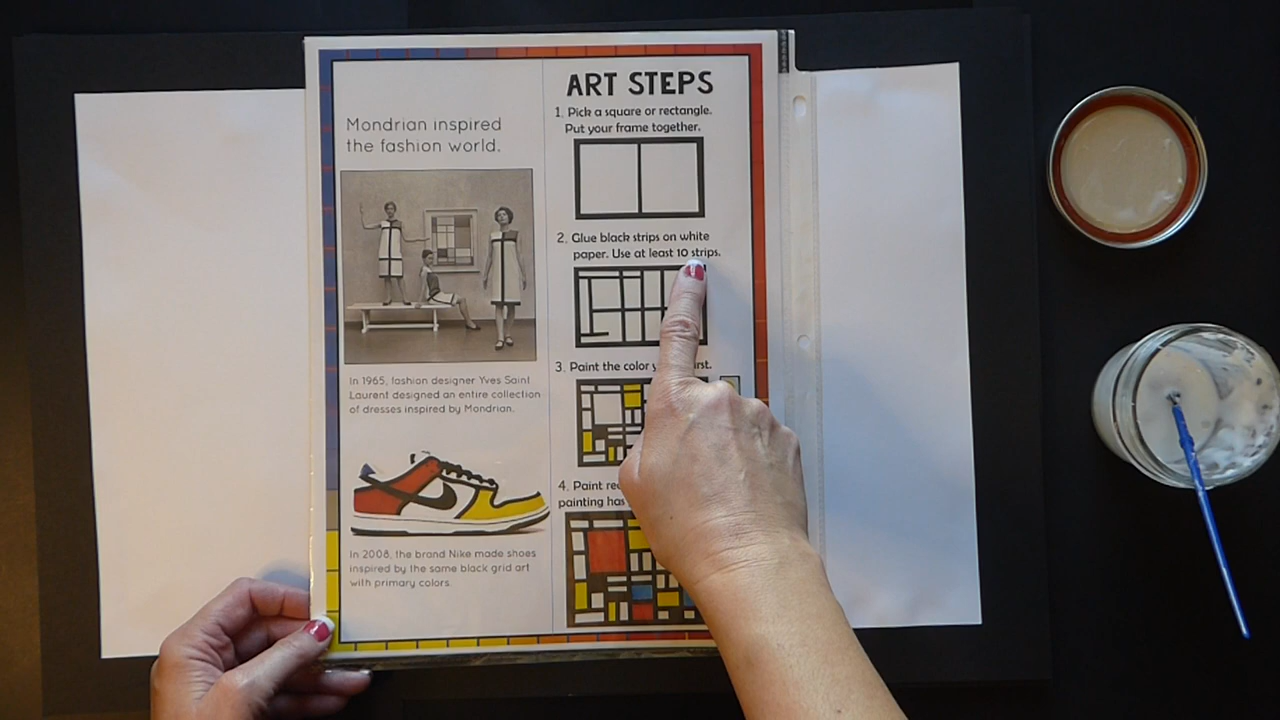 Mondrian inspired
the fashion world.
In 1965, fashion designer Yves Saint
Laurent designed an entire collection
of dresses inspired by Mondrian.
In 2008, the brand Nike made shoes
inspired by the same black grid art
with primary colors.
ART STEPS
1. Pick a square or rectangle.
Put your frame together.
2. Glue black strips on white
paper. Use at least 10 strips.
3. Paint the color
4. Paint
painting has